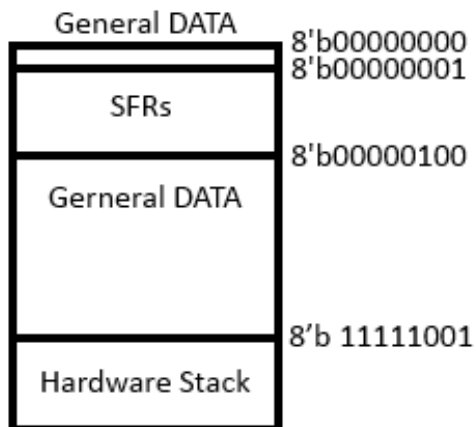 General DATA
8'b00000000
8'b00000001
SFRs
8'b00000100
Gerneral DATA
8’b 11111001
Hardware Stack